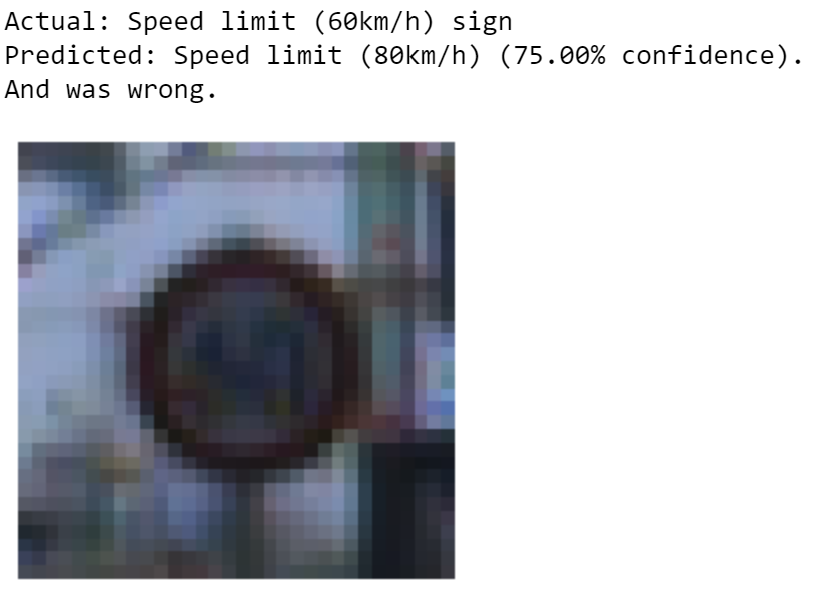 Actual: Speed limit (60km/h) sign
Predicted: Speed limit (80km/h) (75.00% confidence).
And was wrong.